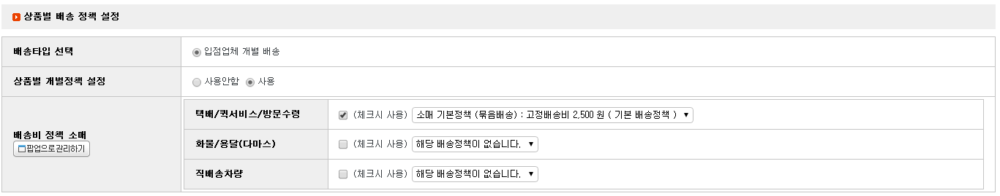 상품별 배송 정책 설정
배송타입 선택
입점업체 개별 배송
상품별 개별정책 설정
사용안함 사용
배송비 정책 소매
팝업으로관리하기
택배/퀵서비스/방문수령 (체크시 사용) 소매 기본정책 (묶음배송) : 고정배송비 2,500 원 ( 기본 배송정책 )
화물/용달(다마스) (체크시 사용) 해당 배송정책이 없습니다.
직배송차량 (체크시 사용) 해당 배송정책이 없습니다.